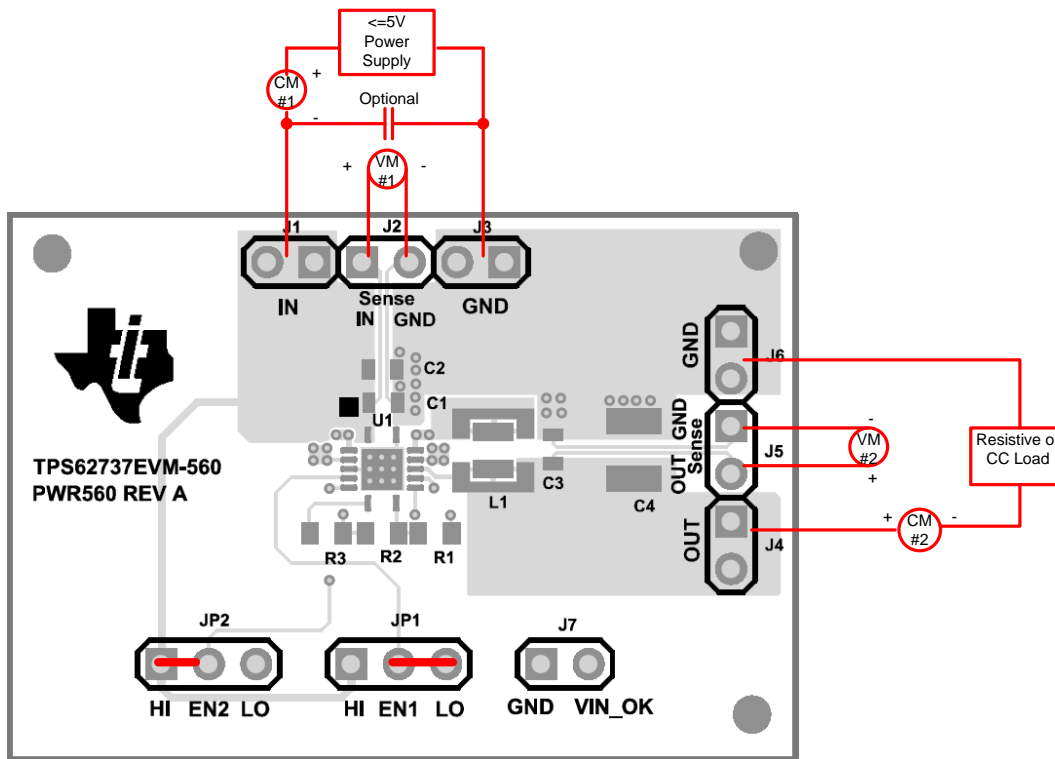 <=5V
Power
Supply
CM
#1
+
-
Optional
+
VM
#1
-
J1
J2
J3
IN
Sense
IN GND
GND
C2
C1
U1
TPS62737EVM-560
PWR560 REV A
L1
C3
C4
R3
R2
R1
GND
J6
GND
Sense
OUT
J5
OUT
J4
-
VM
#2
+
Resistive o
CC Load
+
CM
#2
-
JP2
JP1
J7
HI EN2 LO
HI EN1 LO
GND VIN_OK